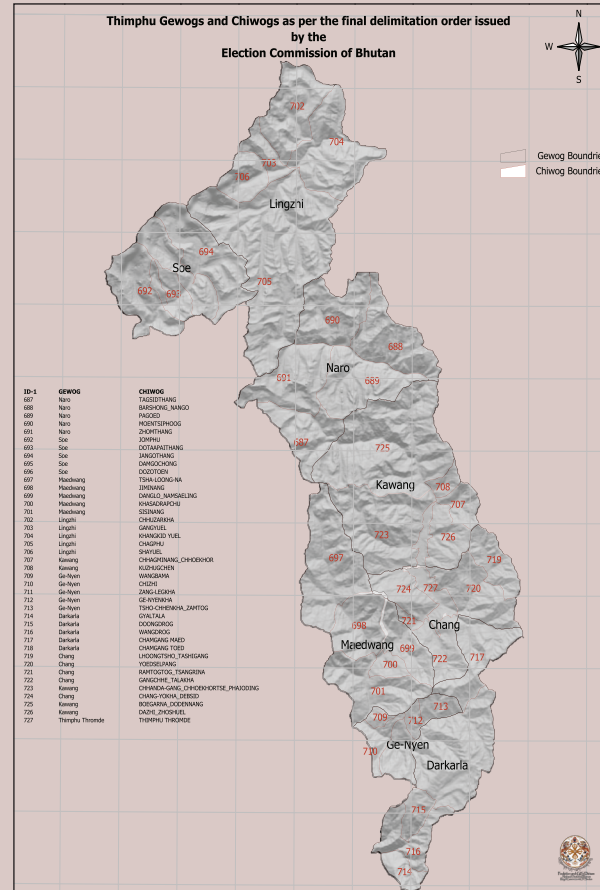 Thimphu Gewogs and Chiwogs as per the final delimitation order issued
by the
Election Commission of Bhutan
N
W
S
Gewog Boundrie
Chiwog Boundrie
702
704
703
706
Lingzhi
694
Soe
705
692
693
690
688
Naro
691
689
687
725
Kawang
708
707
723
726
697
719
724
727
720
721
698
Chang
Maedwang
699
722
717
700
701
713
709
712
Ge-Nyen
710
Darkarla
715
716
714
ID-1 GEWOG CHIWOG
687 Naro TAGSIDTHANG
688 Naro BARSHONG_NANGO
689 Naro PAGOED
690 Naro MOENTSIPHOOG
691 Naro ZHOMTHANG
692 Soe JOMPHU
693 Soe DOTAAPAITHANG
694 Soe JANGOTHANG
695 Soe DAMGOCHONG
696 Soe DOZOTOEN
697 Maedwang TSHA-LOONG-NA
698 Maedwang JIMINANG
699 Maedwang DANGLO_NAMSAELING
700 Maedwang KHASADRAPCHU
701 Maedwang SISINANG
702 Lingzhi CHHUZARKHA
703 Lingzhi GANGYUEL
704 Lingzhi KHANGKID YUEL
705 Lingzhi CHAGPHU
706 Lingzhi SHAYUEL
707 Kawang CHHAGMINANG_CHHOEKHOR
708 Kawang KUZHUGCHEN
709 Ge-Nyen WANGBAMA
710 Ge-Nyen CHIZHI
711 Ge-Nyen ZANG-LEGKHA
712 Ge-Nyen GE-NYENKHA
713 Ge-Nyen TSHO-CHHENKHA_ZAMTOG
714 Darkarla GYALTALA
715 Darkarla DOONGDROG
716 Darkarla WANGDROG
717 Darkarla CHAMGANG MAED
718 Darkarla CHAMGANG TOED
719 Chang LHOONGTSHO_TASHIGANG
720 Chang YOEDSELPANG
721 Chang RAMTOGTOG_TSANGRINA
722 Chang GANGCHHE_TALAKHA
723 Kawang CHHANDA-GANG_CHHOEKHORTSE_PHAJODING
724 Chang CHANG-YOKHA_DEBSID
725 Kawang BOEGARNA_DODENNANG
726 Kawang DAZHI_ZHOSHUEL
727 Thimphu Thromde THIMPHU THROMDE